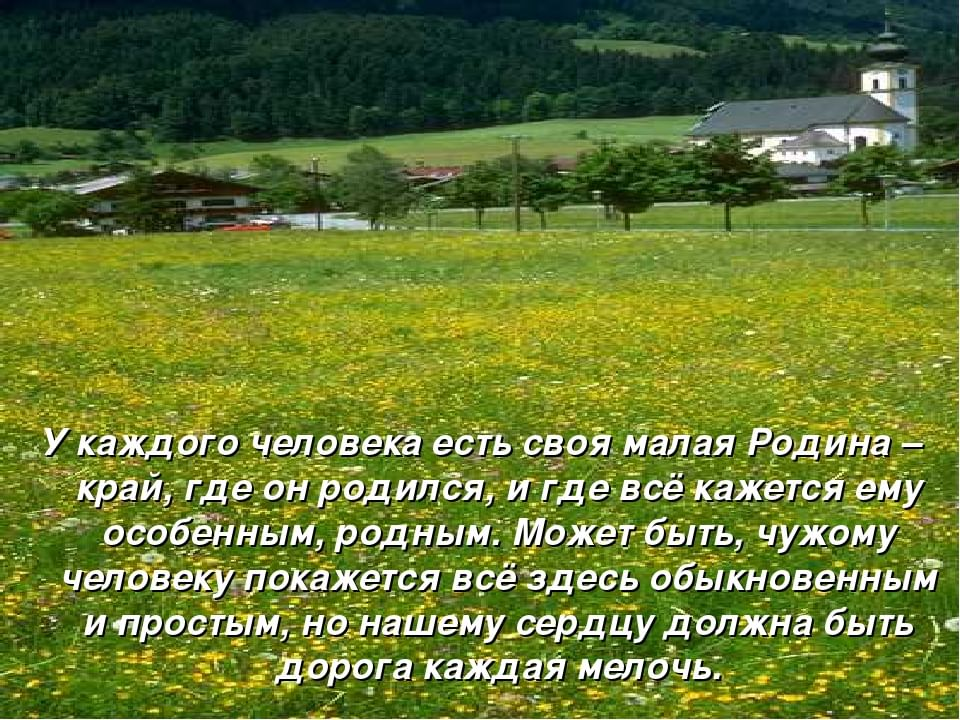 У каждого человека есть своя малая Родина –
край, где он родился, и где всё кажется ему
особенным, родным. Может быть, чужому
человеку покажется всё здесь обыкновенным
и простым, но нашему сердцу должна быть
дорога каждая мелочь.